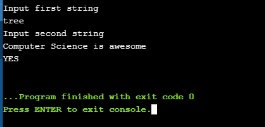 Input first string
tree
Input second string
Computer Science is awesome
YES
...Program finished with exit code 0
Press ENTER to exit console.